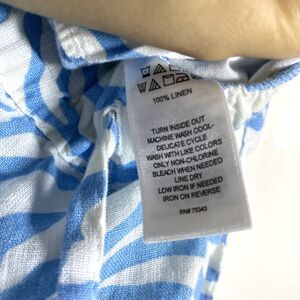 100% LINEN
TURN INSIDE OUT
MACHINE WASH COOL-
DELICATE CYCLE
WASH WITH LIKE COLORS
ONLY NON-CHLORINE
BLEACH WHEN NEEDED
LINE DRY
LOW IRON IF NEEDED
IRON ON REVERSE
RN# 75343